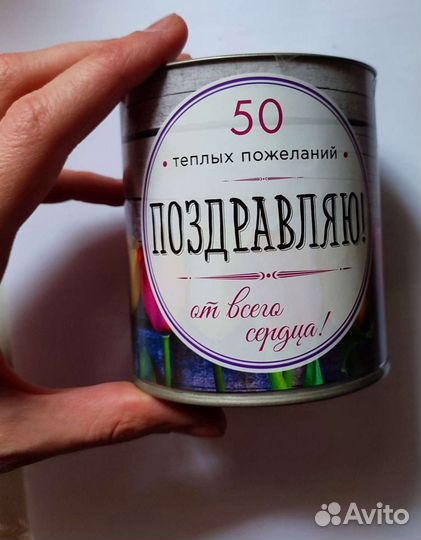 50
• теплых пожеланий •
ПОЗДРАВЛЯЮ!
от всего
сердца!
Avito